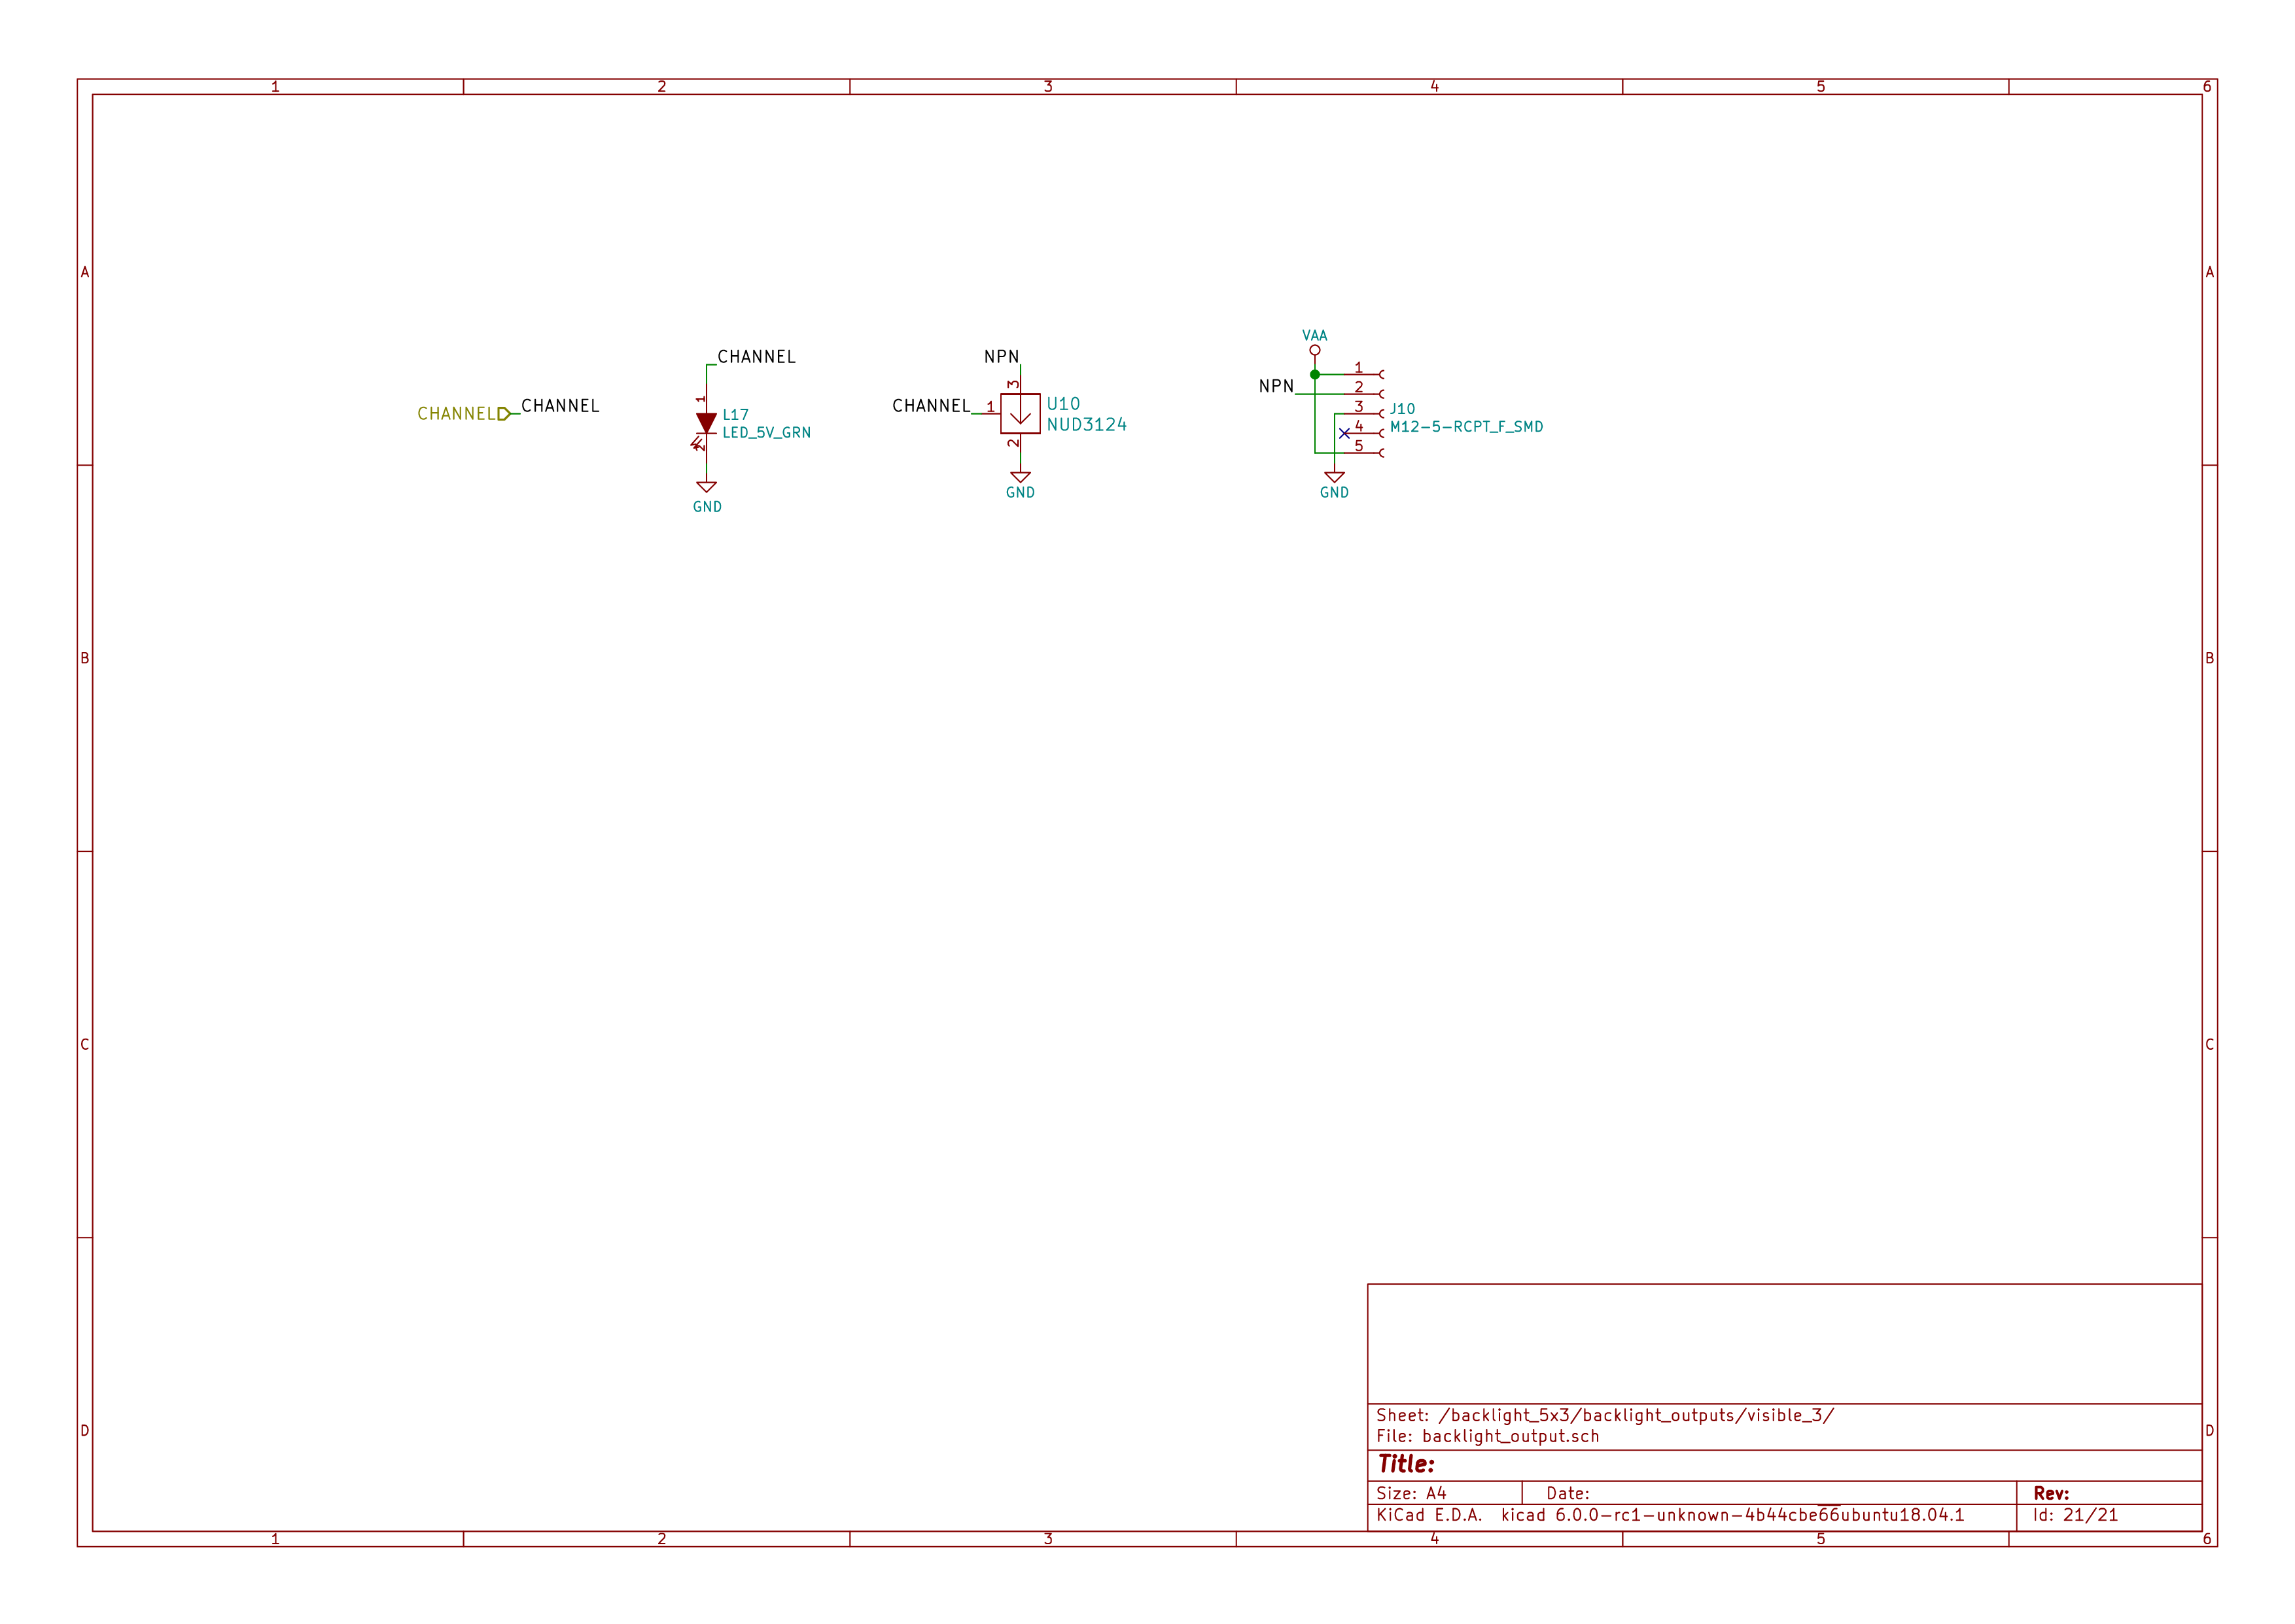 1 2 3 4 5 6
A A
VAA
CHANNEL
NPN
1
NPN
2
1
3
CHANNEL
CHANNEL
CHANNEL
1
U10
NUD3124
3
J10
L17
LED_5V_GRN
4
M12-5-RCPT_F_SMD
2
2
5
GND
GND
GND
B B
C C
Sheet: /backlight_5x3/backlight_outputs/visible_3/
File: backlight_output.sch
D D
Title:
Size: A4 Date: Rev:
KiCad E.D.A. kicad 6.0.0-rc1-unknown-4b44cbe66ubuntu18.04.1 Id: 21/21
1 2 3 4 5 6